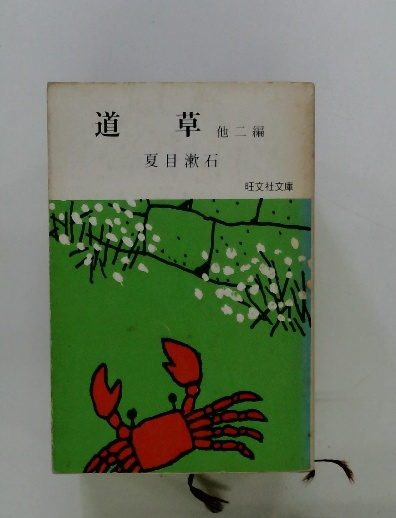 道 草 他二編
夏目漱石
旺文社文庫